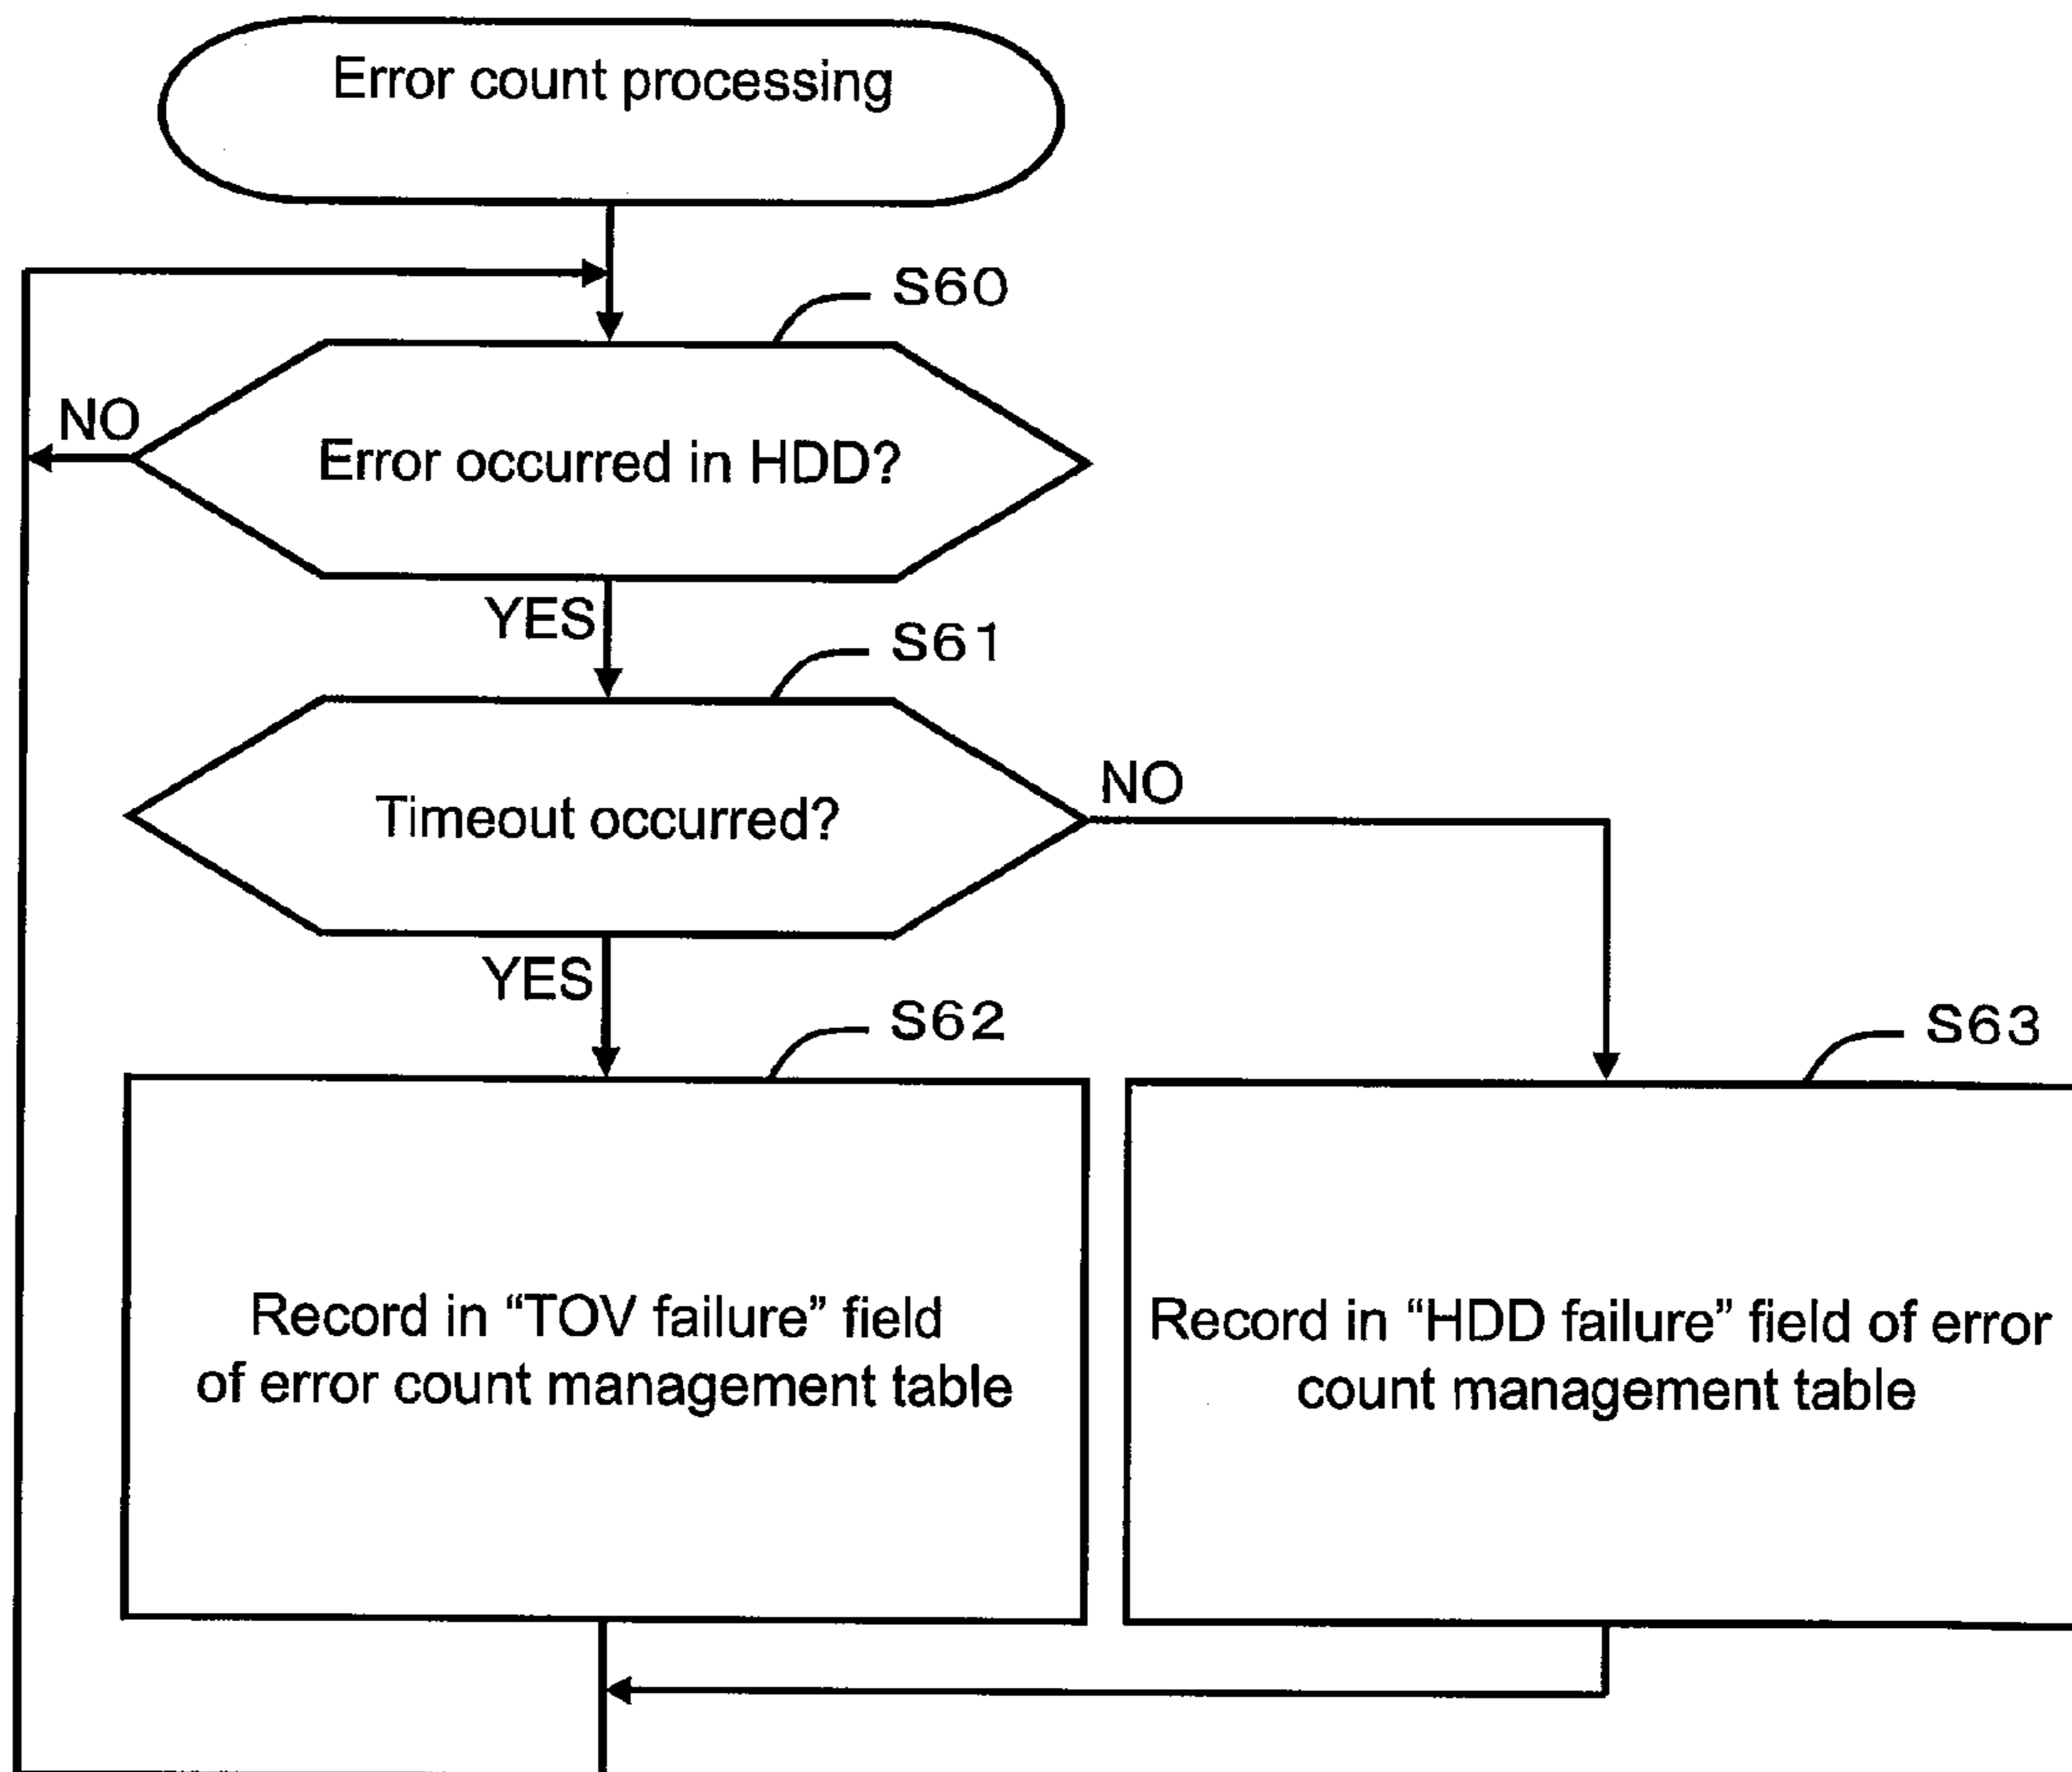 Error count processing
S60
NO
Error occurred in HDD?
YES
S61
NO
Timeout occurred?
YES
S62
S63
Record in “TOV failure” field
of error count management table
Record in “HDD failure” field of error
count management table